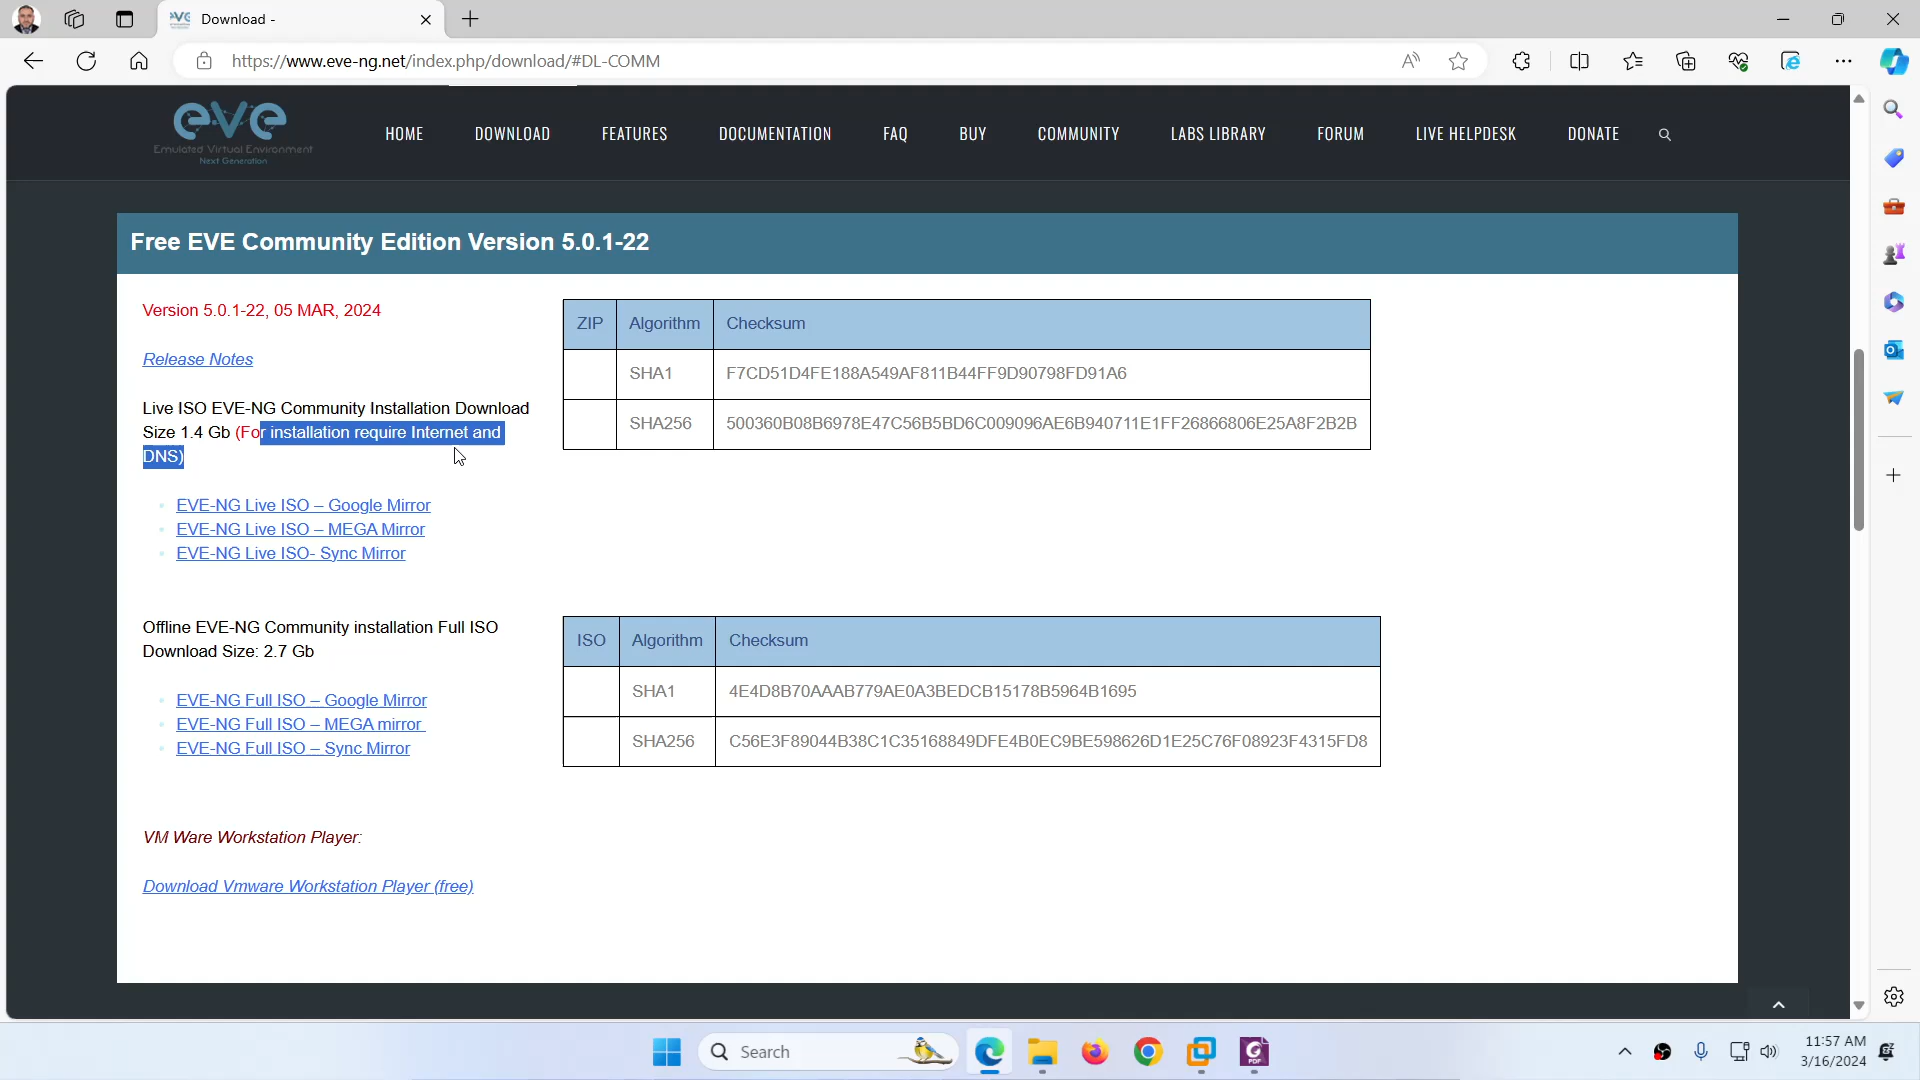 Download -
https://www.eve-ng.net/index.php/download/#DL-COMM
eve
Emulated Virtual Environment
Next Generation
HOME
DOWNLOAD
FEATURES
DOCUMENTATION
FAQ
BUY
COMMUNITY
LABS LIBRARY
FORUM
LIVE HELPDESK
DONATE
Free EVE Community Edition Version 5.0.1-22
Version 5.0.1-22, 05 MAR, 2024
Release Notes
Live ISO EVE-NG Community Installation Download
Size 1.4 Gb (For installation require Internet and
DNS)
EVE-NG Live ISO – Google Mirror
EVE-NG Live ISO – MEGA Mirror
EVE-NG Live ISO- Sync Mirror
ZIP Algorithm Checksum
SHA1 F7CD51D4FE188A549AF811B44FF9D90798FD91A6
SHA256 500360B08B6978E47C56B5BD6C009096AE6B940711E1FF26866806E25A8F2B2B
Offline EVE-NG Community installation Full ISO
Download Size: 2.7 Gb
EVE-NG Full ISO – Google Mirror
EVE-NG Full ISO – MEGA mirror
EVE-NG Full ISO – Sync Mirror
ISO Algorithm Checksum
SHA1 4E4D8B70AAAB779AE0A3BEDCB15178B5964B1695
SHA256 C56E3F89044B38C1C35168849DFE4B0EC9BE598626D1E25C76F08923F4315FD8
VM Ware Workstation Player:
Download Vmware Workstation Player (free)
Search
11:57 AM
3/16/2024